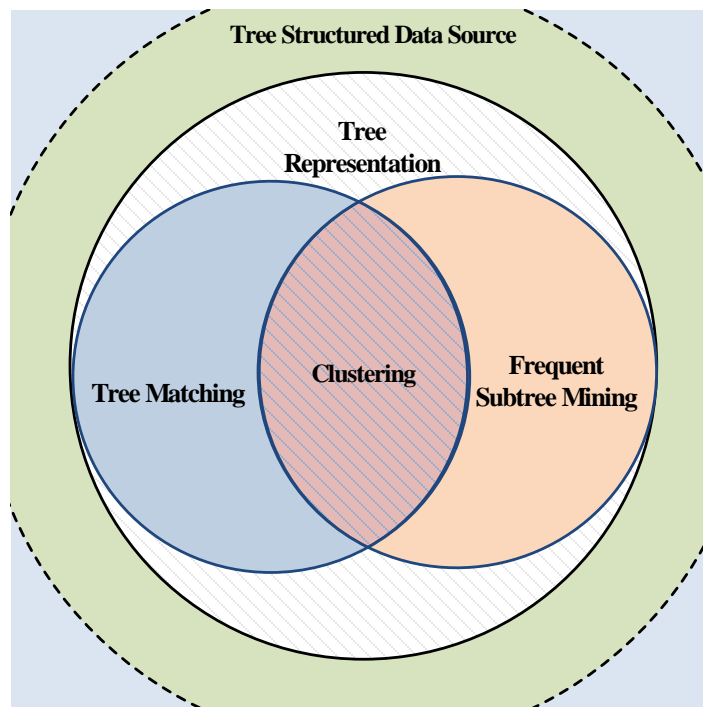 Tree Structured Data Source
Tree
Representation
Tree Matching
Clustering
Frequent
Subtree Mining